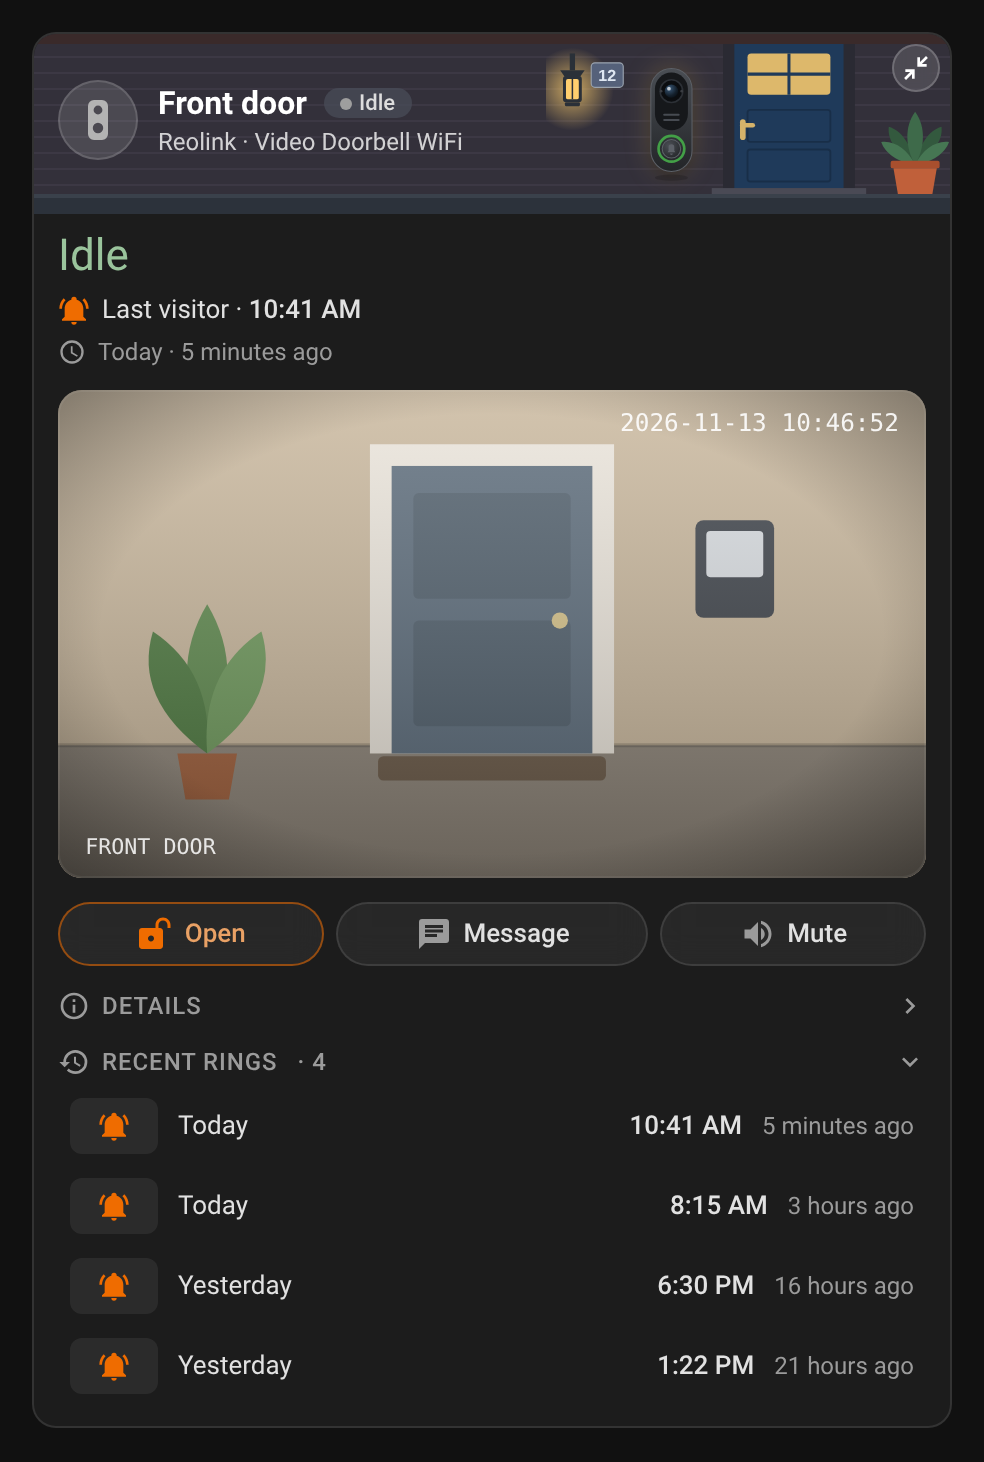 Front door
Idle
Reolink · Video Doorbell WiFi
12
Idle
Last visitor · 10:41 AM
Today · 5 minutes ago
2026-11-13 10:46:52
FRONT DOOR
Open
Message
Mute
DETAILS
RECENT RINGS · 4
Today 10:41 AM 5 minutes ago
Today 8:15 AM 3 hours ago
Yesterday 6:30 PM 16 hours ago
Yesterday 1:22 PM 21 hours ago